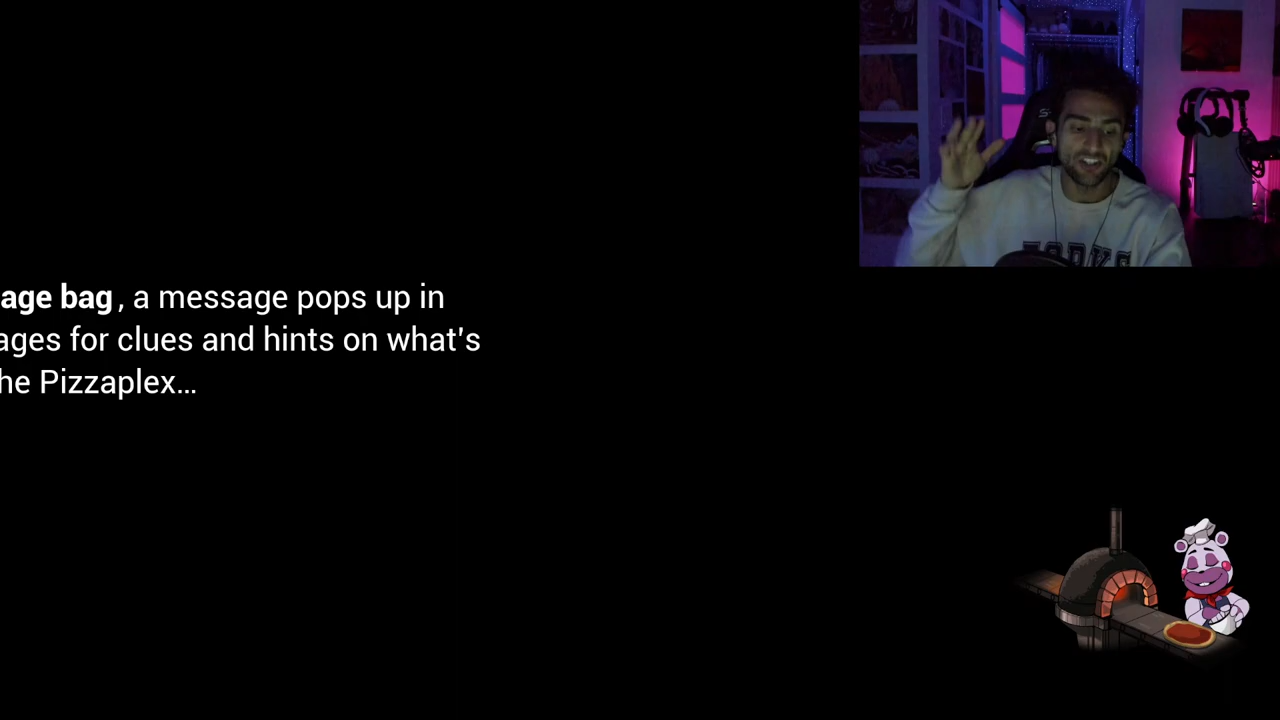 age bag, a message pops up in
ages for clues and hints on what's
he Pizzaplex...